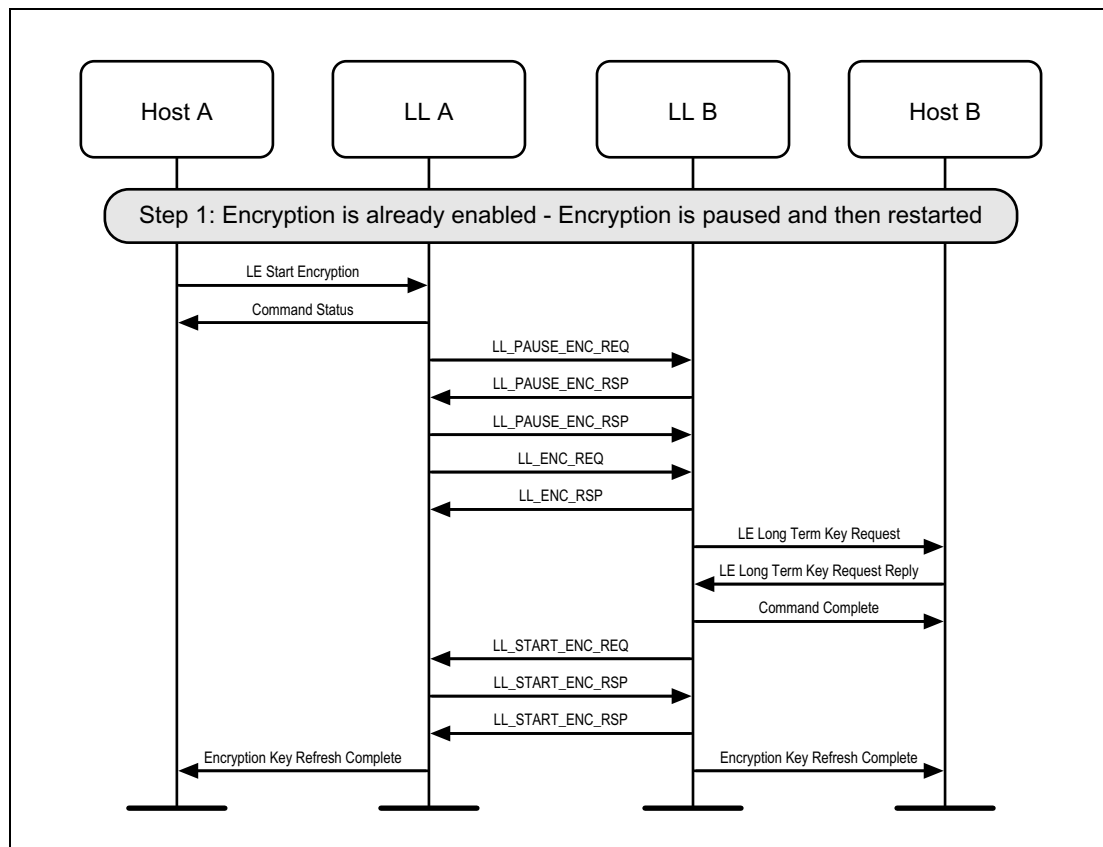 Host A
LL A
LL B
Host B
Step 1: Encryption is already enabled - Encryption is paused and then restarted
LE Start Encryption
Command Status
LL_PAUSE_ENC_REQ
LL_PAUSE_ENC_RSP
LL_PAUSE_ENC_RSP
LL_ENC_REQ
LL_ENC_RSP
LE Long Term Key Request
LE Long Term Key Request Reply
Command Complete
LL_START_ENC_REQ
LL_START_ENC_RSP
LL_START_ENC_RSP
Encryption Key Refresh Complete
Encryption Key Refresh Complete